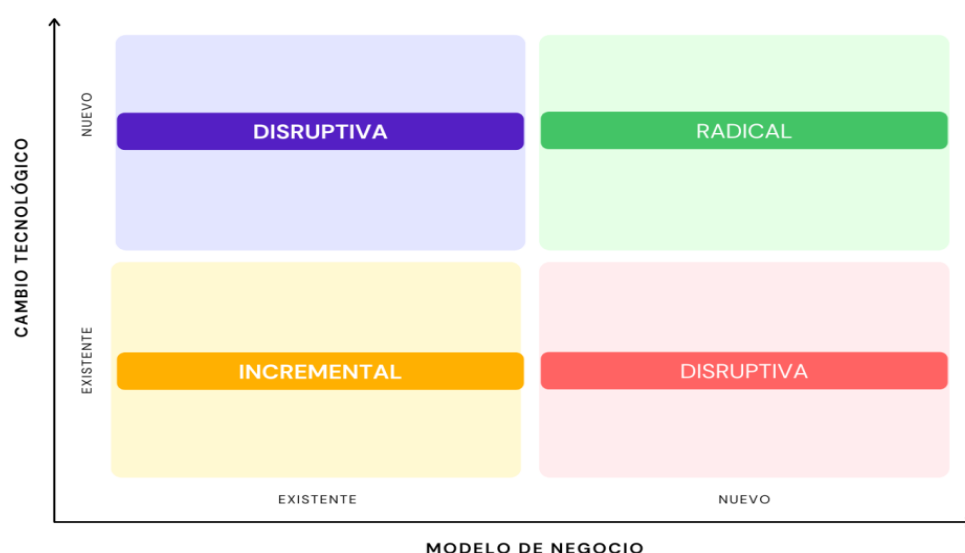 NUEVO
DISRUPTIVA
RADICAL
CAMBIO TECNOLÓGICO
EXISTENTE
INCREMENTAL
DISRUPTIVA
EXISTENTE
NUEVO
MODELO DE NEGOCIO